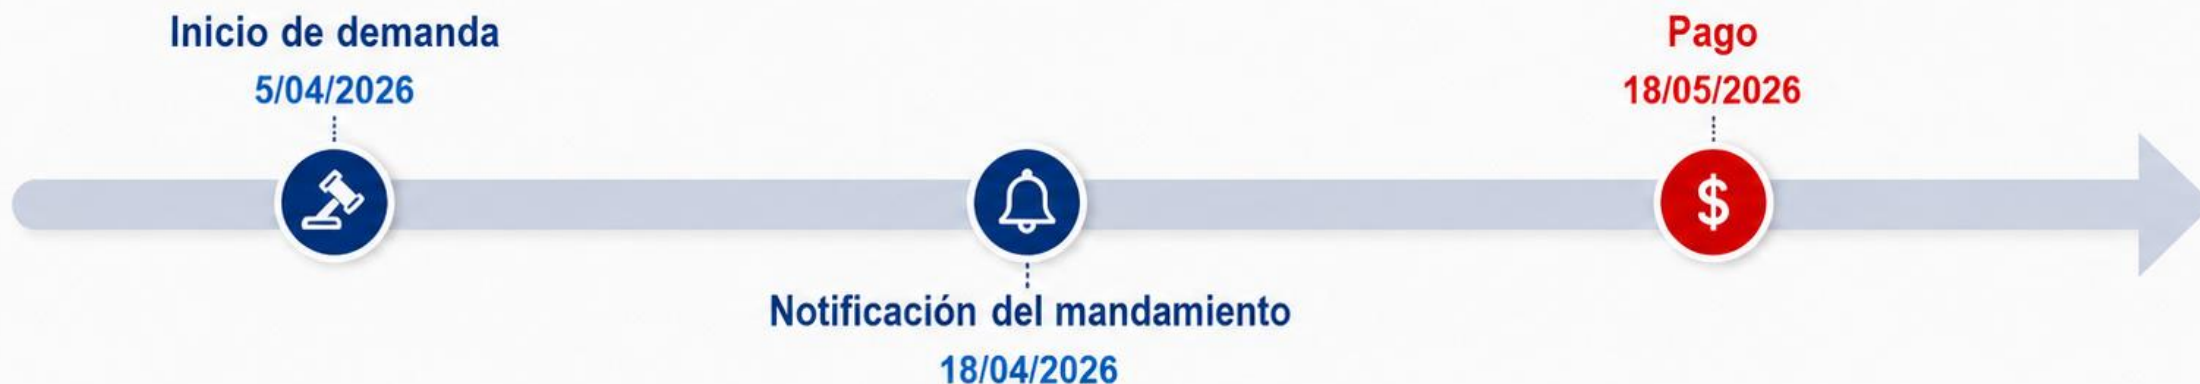 Inicio de demanda
5/04/2026
Notificación del mandamiento
18/04/2026
Pago
18/05/2026
$